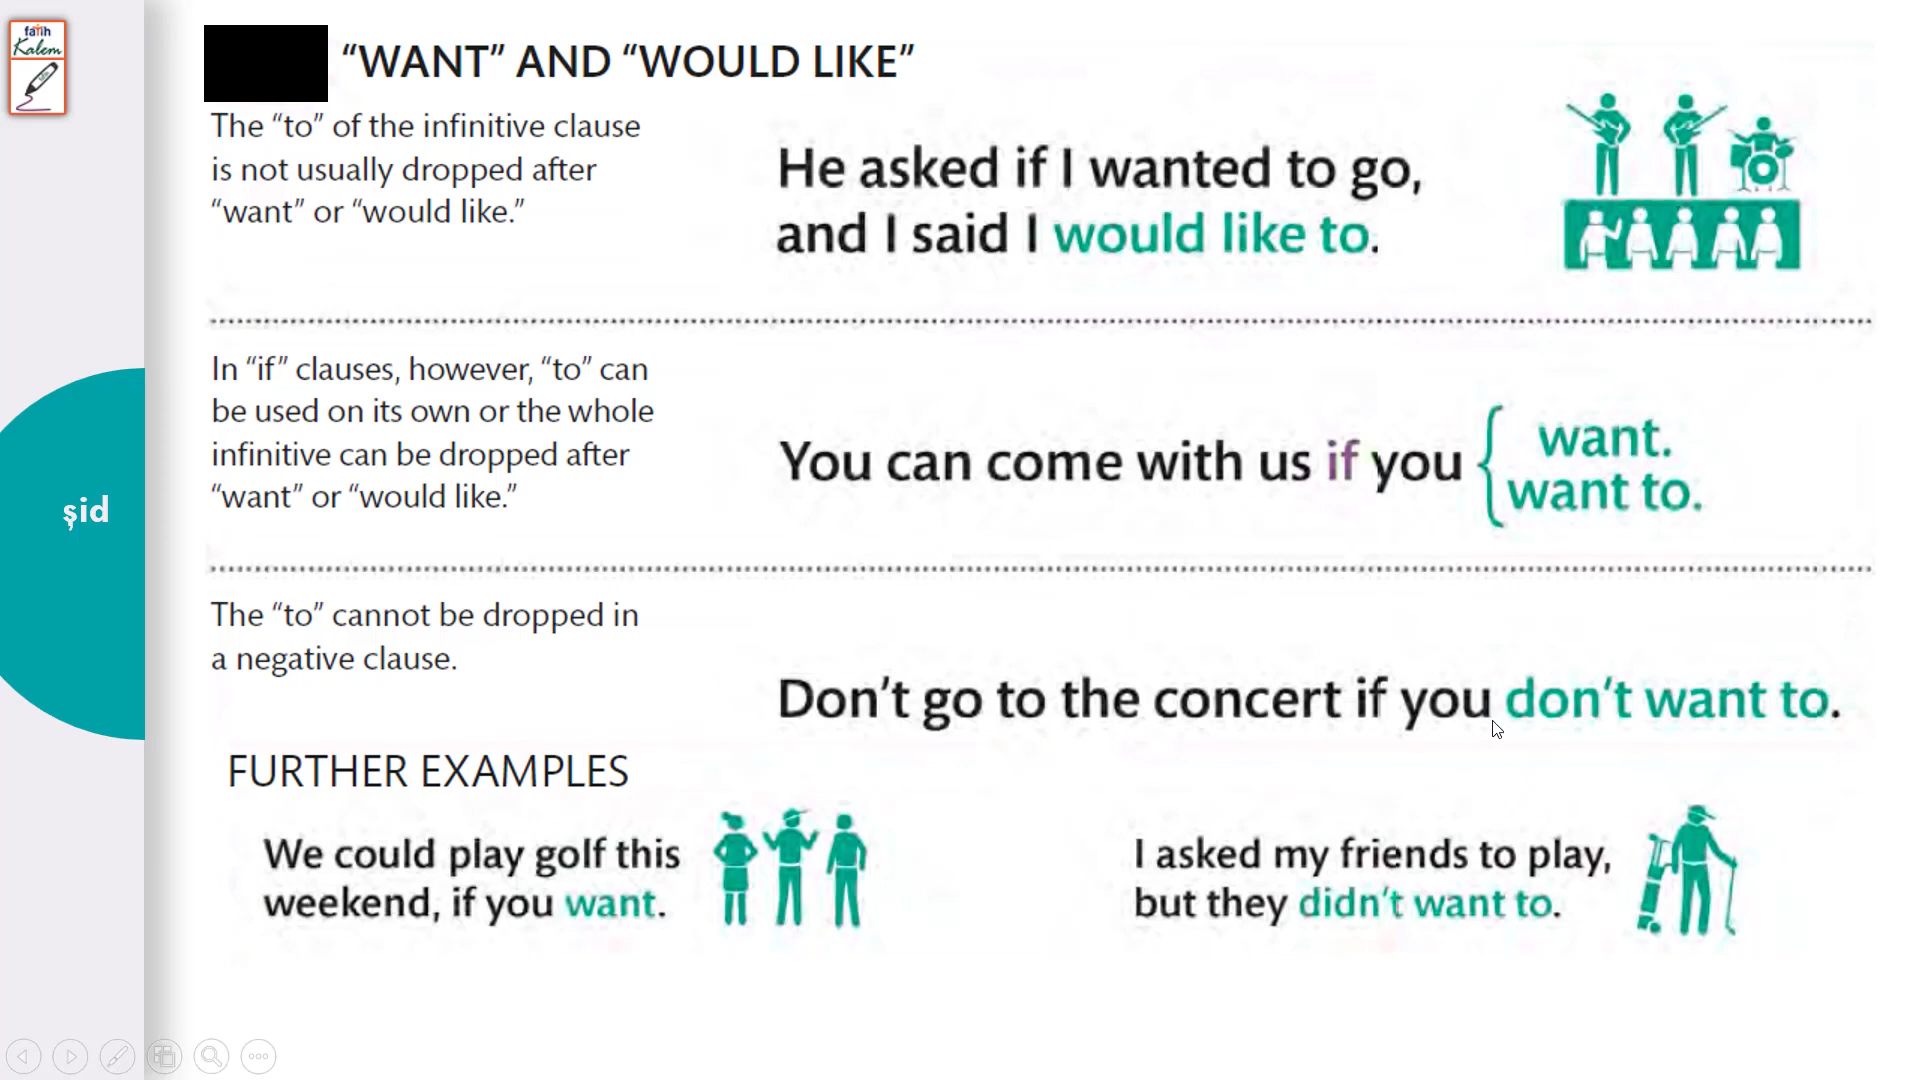 fatih
Kalem
“WANT” AND “WOULD LIKE”
The “to” of the infinitive clause
is not usually dropped after
“want” or “would like.”
He asked if I wanted to go,
and I said I would like to.
In “if” clauses, however, “to” can
be used on its own or the whole
infinitive can be dropped after
“want” or “would like.”
You can come with us if you
want.
want to.
şid
The “to” cannot be dropped in
a negative clause.
Don’t go to the concert if you don’t want to.
FURTHER EXAMPLES
We could play golf this
weekend, if you want.
I asked my friends to play,
but they didn’t want to.